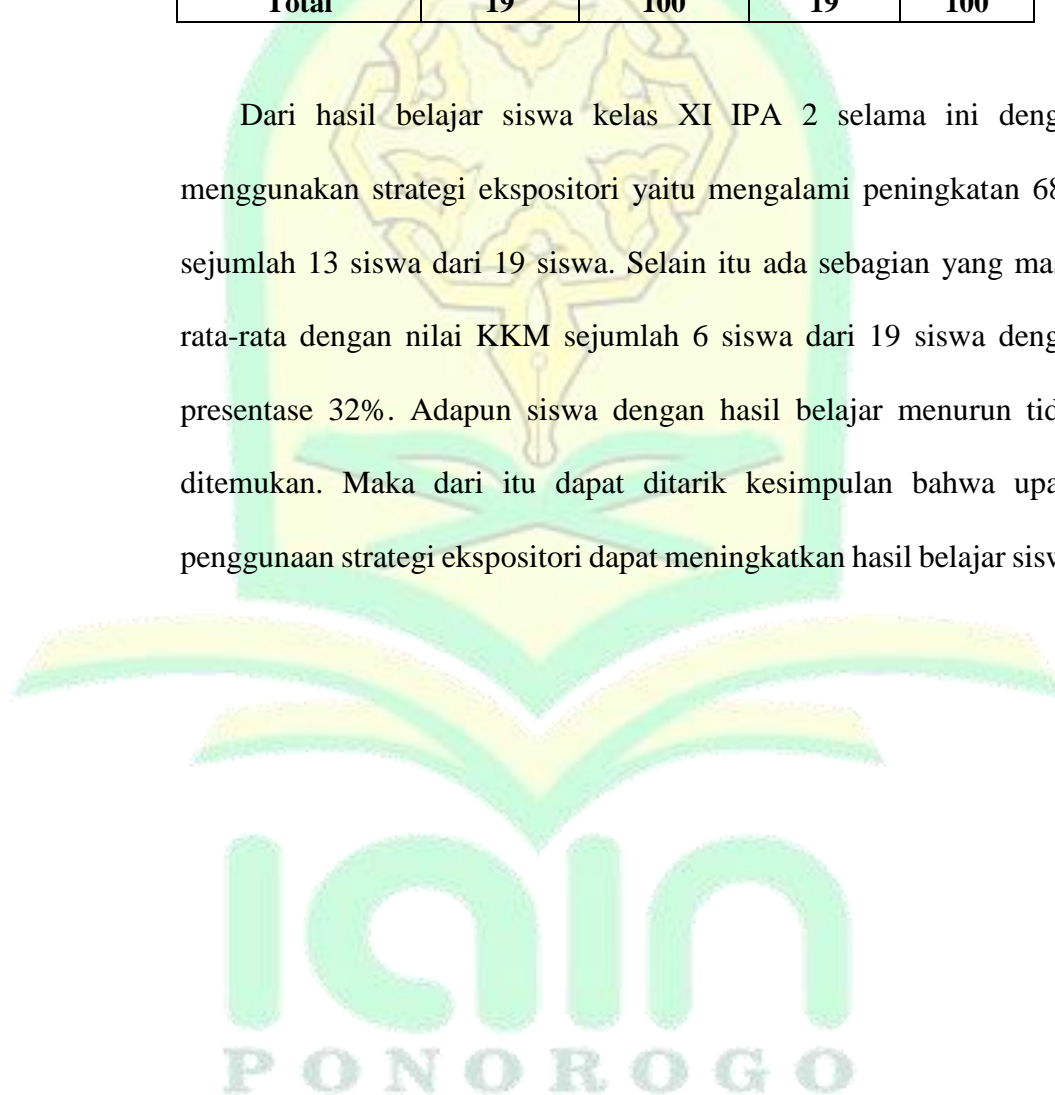 Total 19 100 19 100
Dari hasil belajar siswa kelas XI IPA 2 selama ini deng
menggunakan strategi ekspositori yaitu mengalami peningkatan 68
sejumlah 13 siswa dari 19 siswa. Selain itu ada sebagian yang mas
rata-rata dengan nilai KKM sejumlah 6 siswa dari 19 siswa deng
presentase 32%. Adapun siswa dengan hasil belajar menurun tid
ditemukan. Maka dari itu dapat ditarik kesimpulan bahwa upa
penggunaan strategi ekspositori dapat meningkatkan hasil belajar sisw
iain
PONOROGO